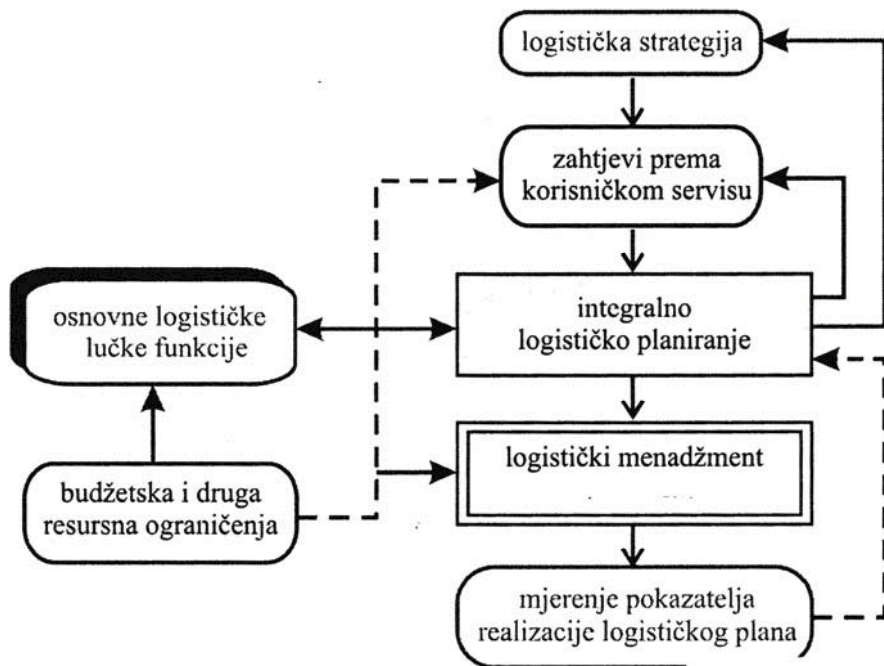 logistička strategija
zahtjevi prema
korisničkom servisu
integralno
logističko planiranje
osnovne logističke
lučke funkcije
logistički menadžment
budžetska i druga
resursna ograničenja
mjerenje pokazatelja
realizacije logističkog plana